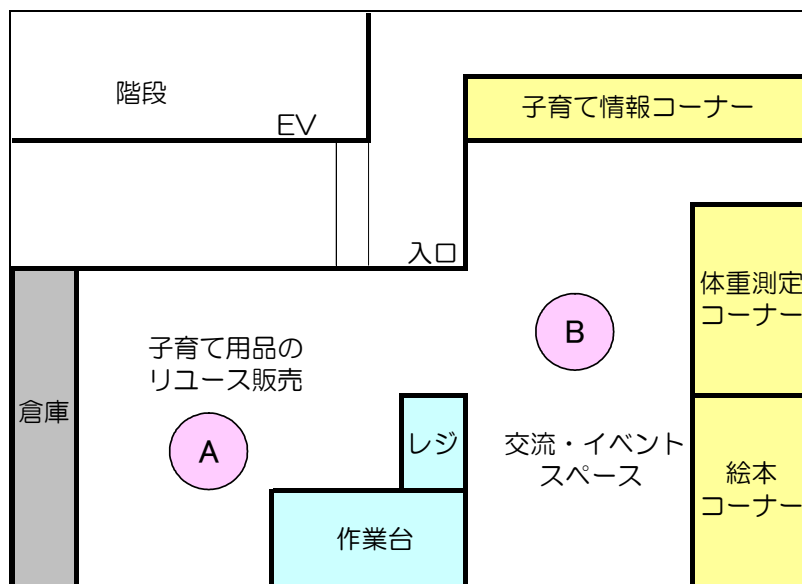 階段
EV
子育て情報コーナー
入口
体重測定
コーナー
B
子育て用品の
リユース販売
倉庫
A
レジ
交流・イベント
スペース
絵本
コーナー
作業台